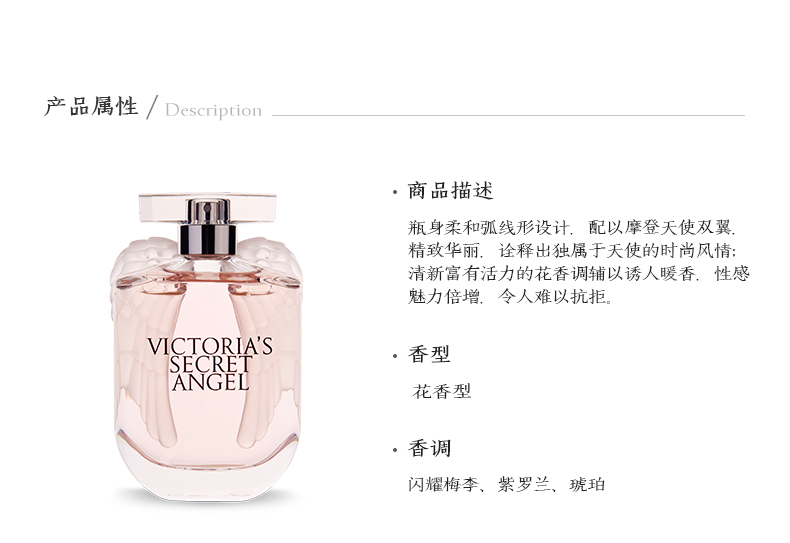 产品属性 / Description
VICTORIA'S
SECRET
ANGEL
• 商品描述
瓶身柔和弧线形设计，配以摩登天使双翼，
精致华丽，诠释出独属于天使的时尚风情；
清新富有活力的花香调辅以诱人暖香，性感
魅力倍增，令人难以抗拒。
• 香型
花香型
• 香调
闪耀梅李、紫罗兰、琥珀